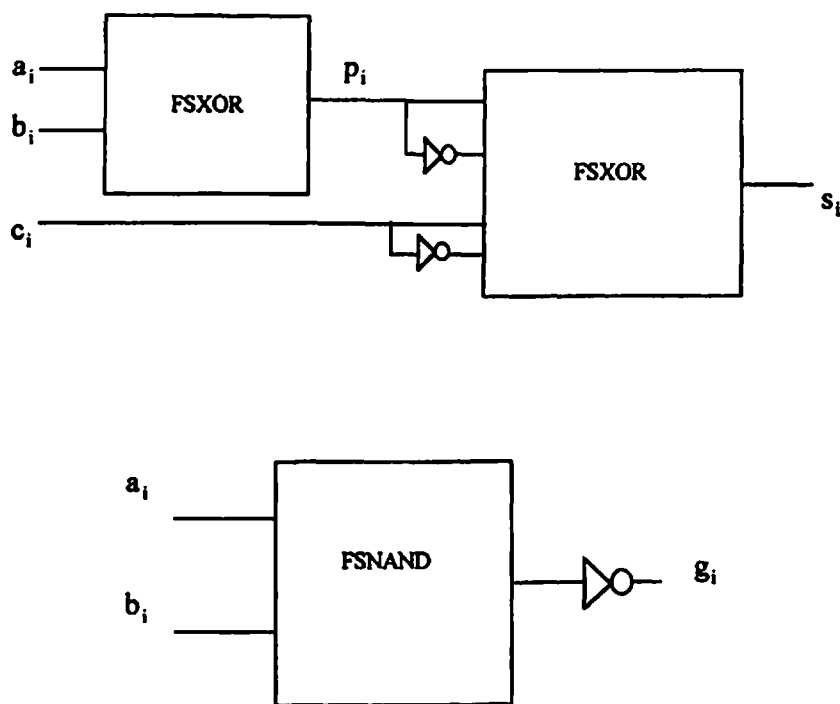 a_i
b_i
FSXOR
p_i
c_i
FSXOR
s_i
a_i
b_i
FSNAND
g_i